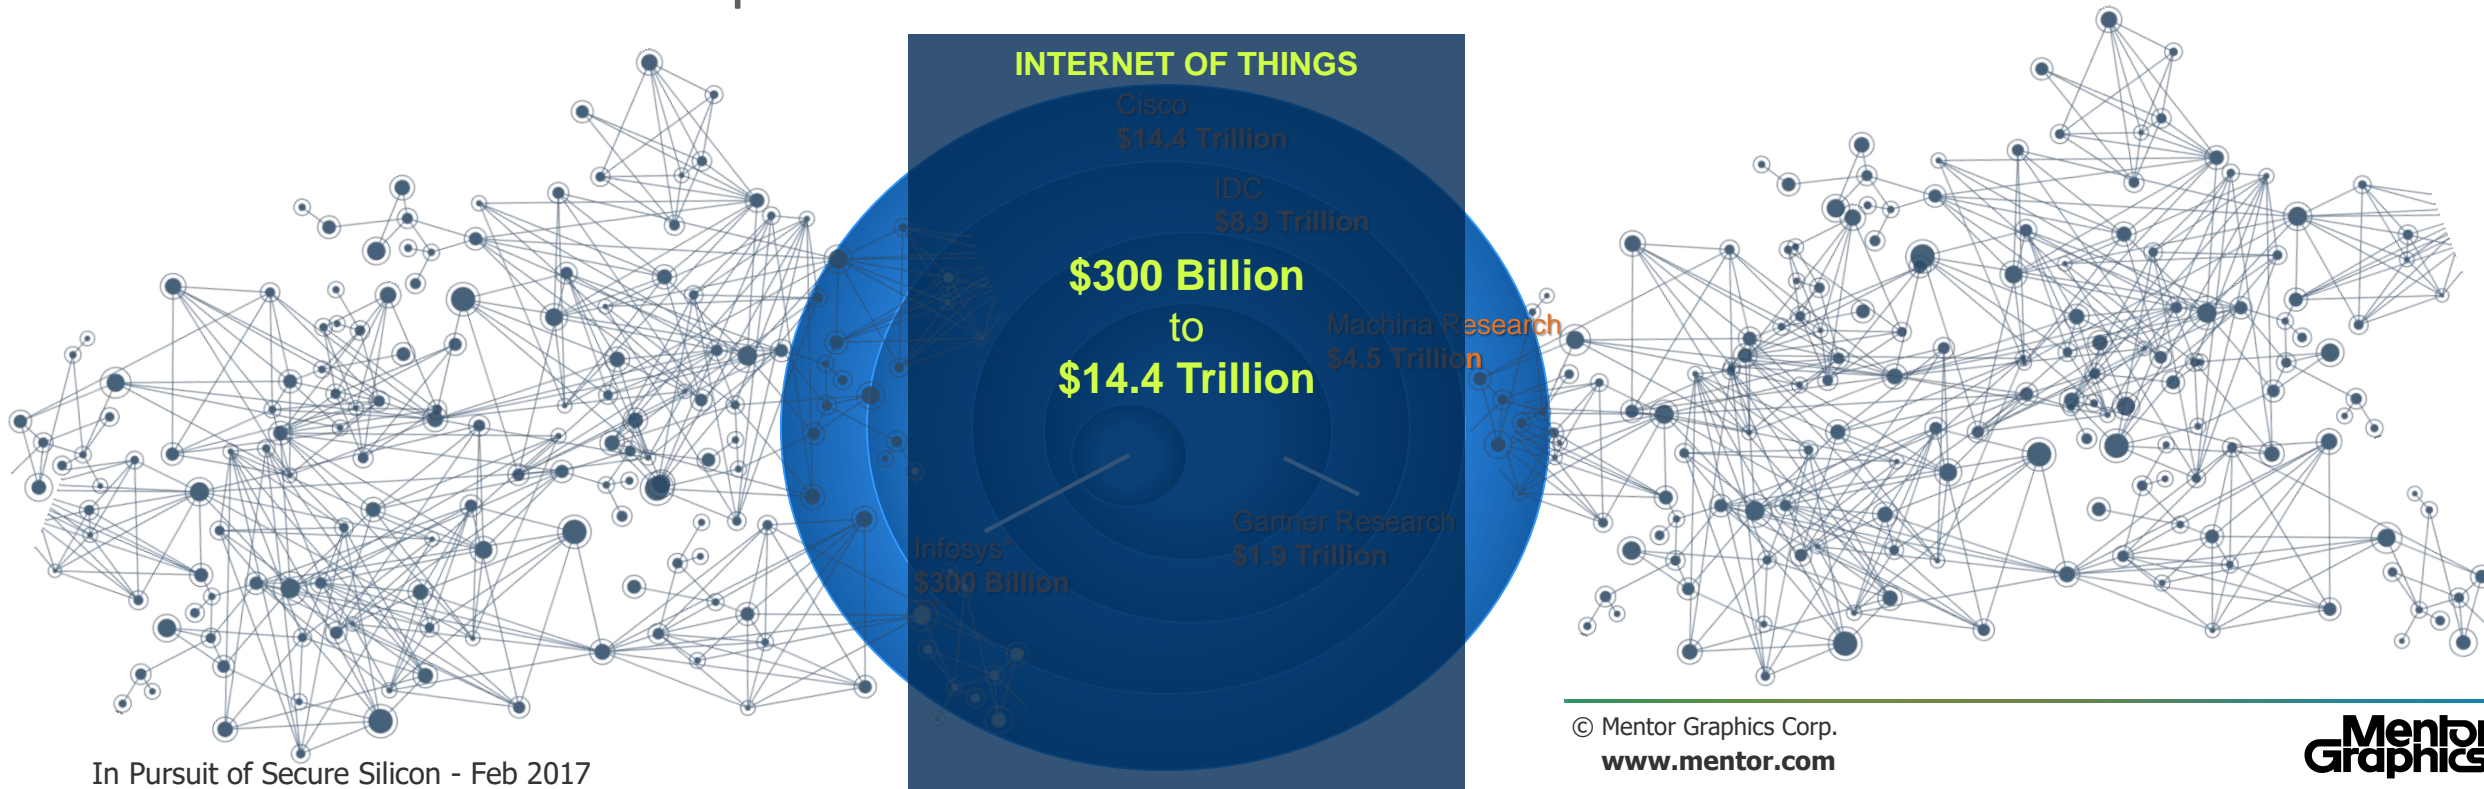 INTERNET OF THINGS
Cisco
$14.4 Trillion
IDC
$8.9 Trillion
$300 Billion
to
$14.4 Trillion
Machina Research
$4.5 Trillion
Gartner Research
$1.9 Trillion
Infosys*
$300 Billion
© Mentor Graphics Corp.
www.mentor.com
Mentor
Graphics
In Pursuit of Secure Silicon - Feb 2017